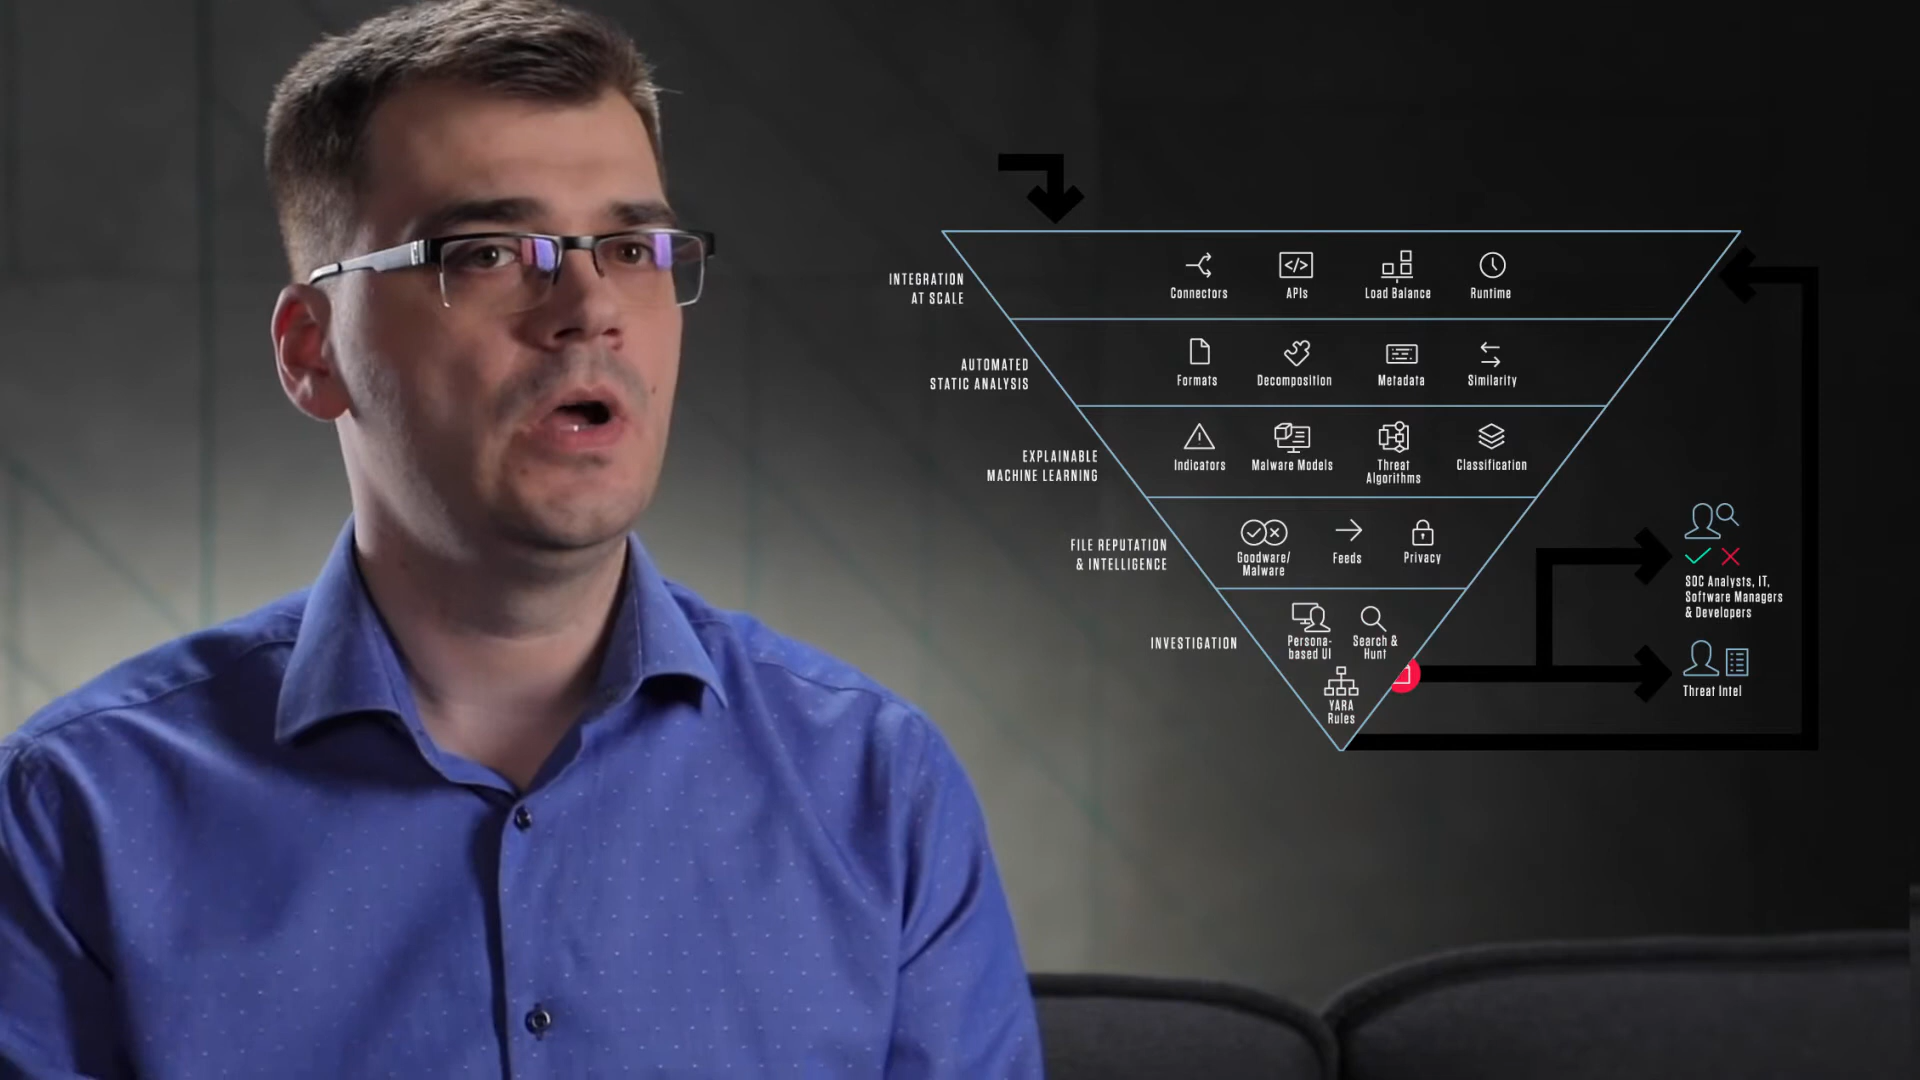 INTEGRATION
AT SCALE
Connectors
APIs
Load Balance
Runtime
AUTOMATED
STATIC ANALYSIS
Formats
Decomposition
Metadata
Similarity
EXPLAINABLE
MACHINE LEARNING
Indicators
Malware Models
Threat
Algorithms
Classification
FILE REPUTATION
& INTELLIGENCE
Goodware/
Malware
Feeds
Privacy
INVESTIGATION
Persona-
based UI
Search &
Hunt
YARA
Rules
SOC Analysts, IT,
Software Managers
& Developers
Threat Intel